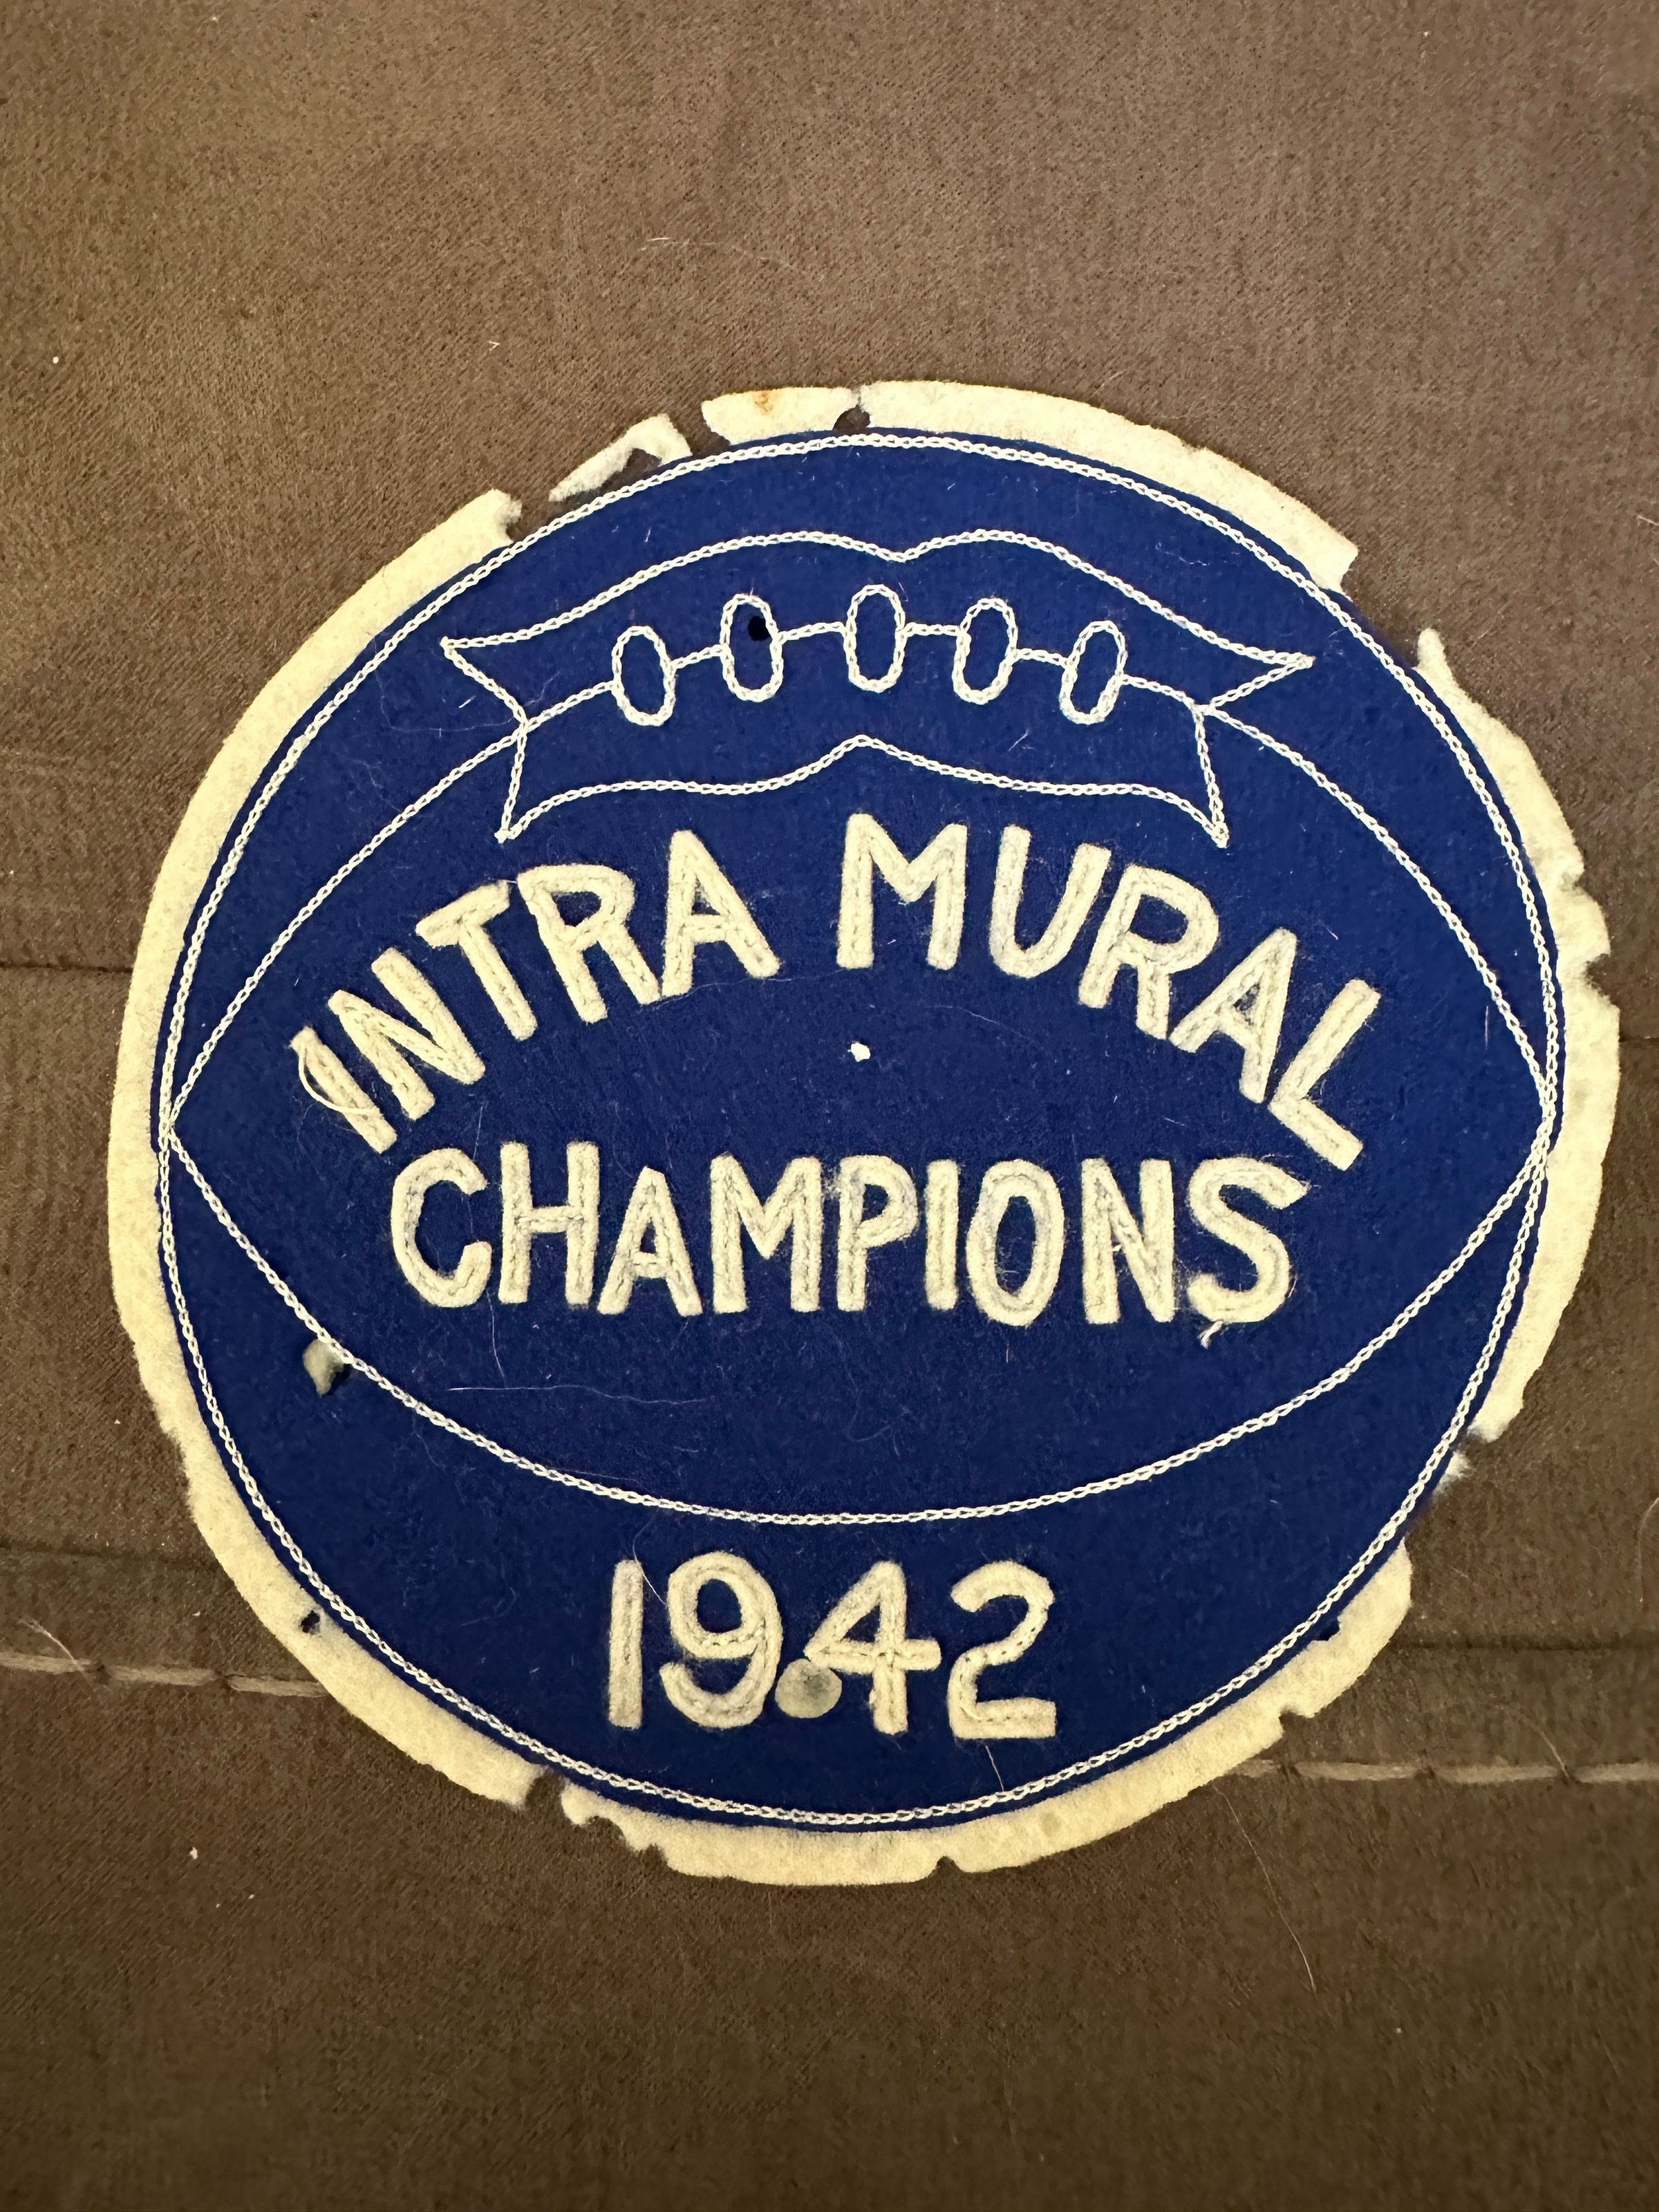 INTRA MURAL
CHAMPIONS
1942